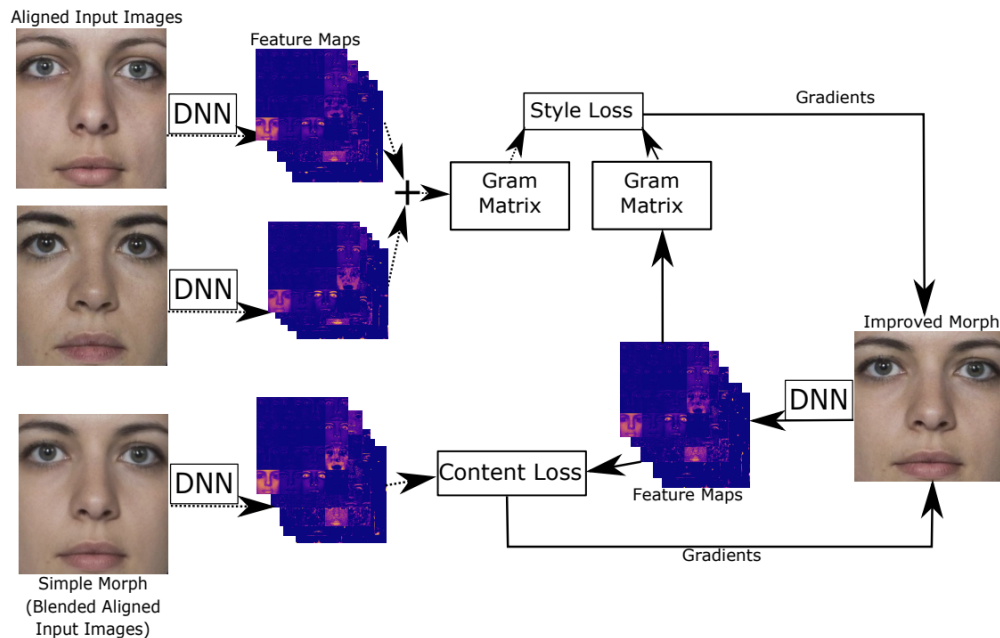 Aligned Input Images
Feature Maps
DNN
Style Loss
Gradients
Gram
Matrix
Gram
Matrix
DNN
Improved Morph
DNN
DNN
Content Loss
Feature Maps
Gradients
Simple Morph
(Blended Aligned
Input Images)